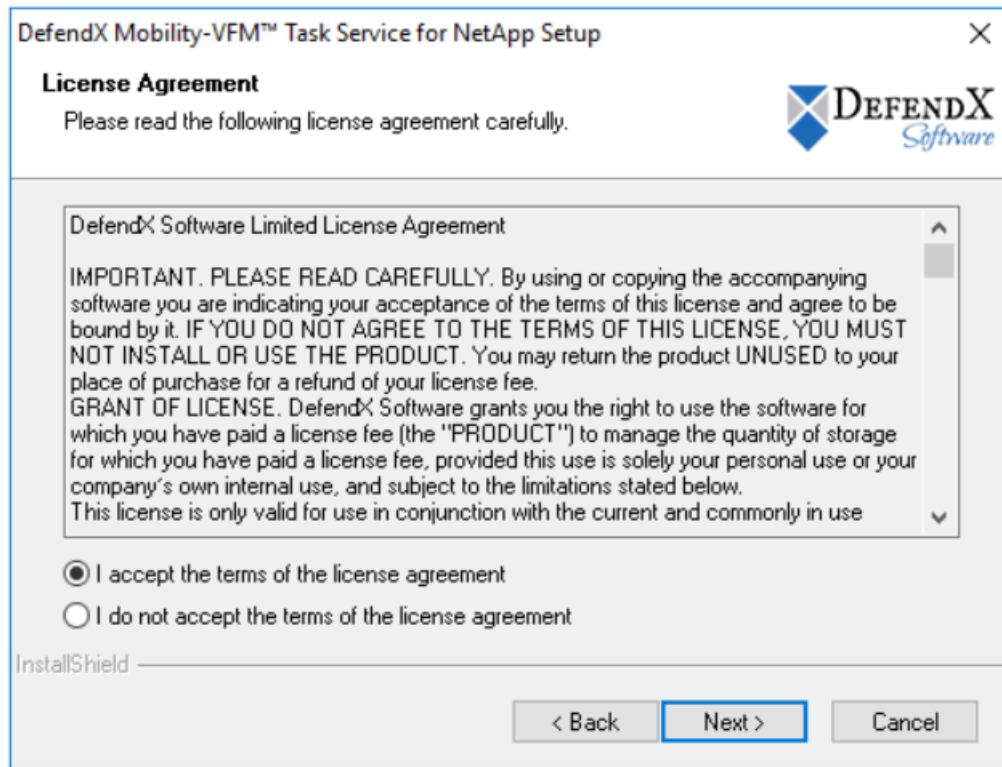 DefendX Mobility-VFM™ Task Service for NetApp Setup
License Agreement
Please read the following license agreement carefully.
DEFENDX
Software
DefendX Software Limited License Agreement
IMPORTANT. PLEASE READ CAREFULLY. By using or copying the accompanying
software you are indicating your acceptance of the terms of this license and agree to be
bound by it. IF YOU DO NOT AGREE TO THE TERMS OF THIS LICENSE, YOU MUST
NOT INSTALL OR USE THE PRODUCT. You may return the product UNUSED to your
place of purchase for a refund of your license fee.
GRANT OF LICENSE. DefendX Software grants you the right to use the software for
which you have paid a license fee (the "PRODUCT") to manage the quantity of storage
for which you have paid a license fee, provided this use is solely your personal use or your
company's own internal use, and subject to the limitations stated below.
This license is only valid for use in conjunction with the current and commonly in use
I accept the terms of the license agreement
I do not accept the terms of the license agreement
InstallShield
< Back Next > Cancel